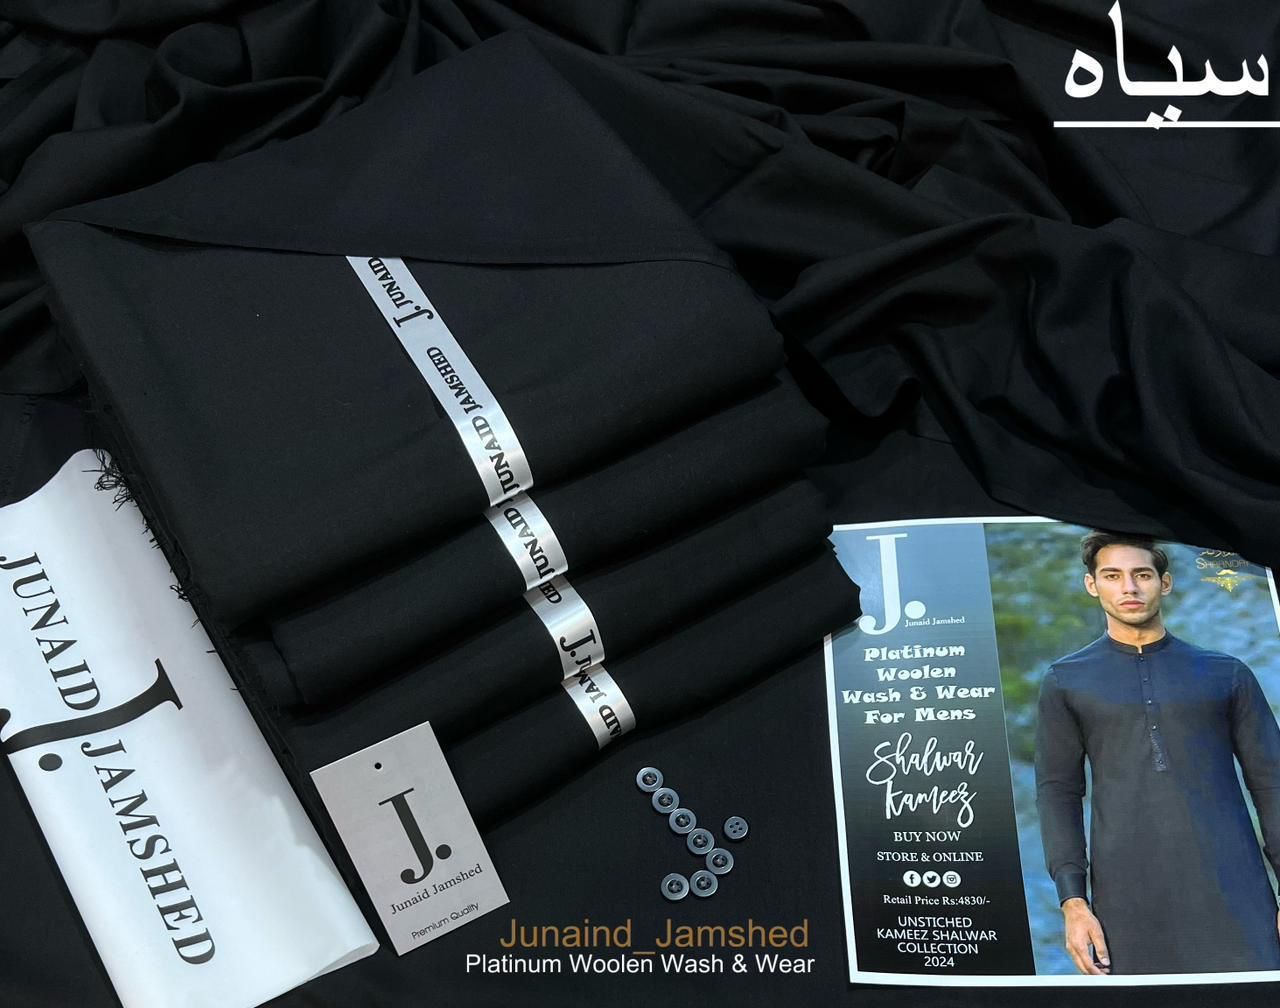 سیاہ
J. JUNAID
JUNAID JAMSHED
JUNAID
J.
JUNAID JAMSHED
J.
Junaid Jamshed
Premium Quality
J.
Junaid Jamshed
Platinum
Woolen
Wash & Wear
For Mens
Shalwar
Kameez
BUY NOW
STORE & ONLINE
Retail Price Rs:4830/-
UNSTICHED
KAMEEZ SHALWAR
COLLECTION
2024
Junaind_Jamshed
Platinum Woolen Wash & Wear